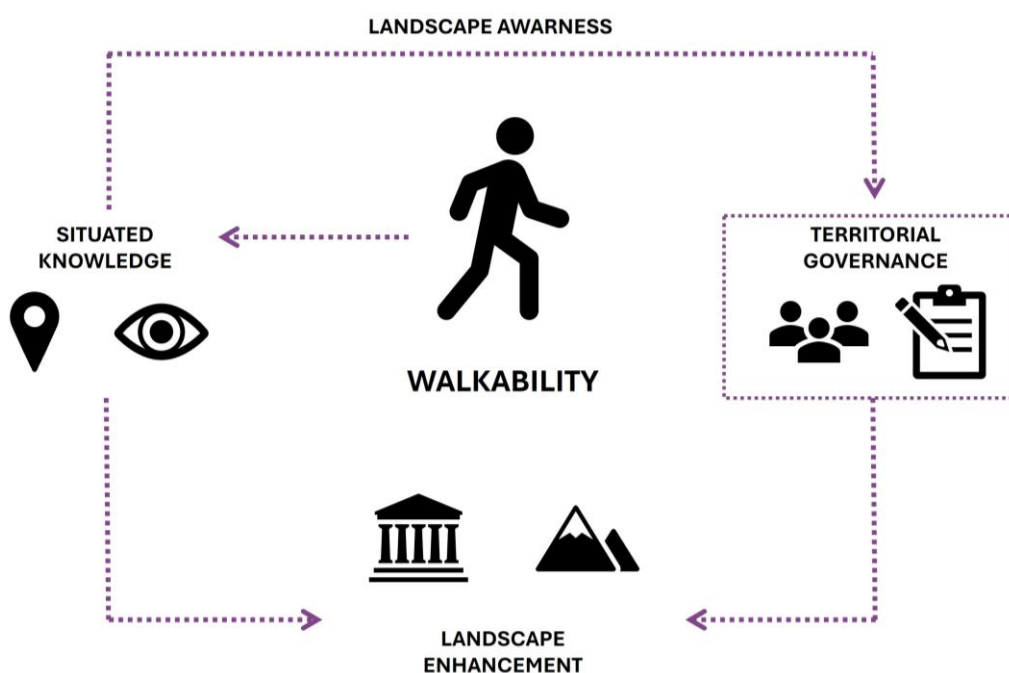 LANDSCAPE AWARNESS
SITUATED
KNOWLEDGE
TERRITORIAL
GOVERNANCE
WALKABILITY
LANDSCAPE
ENHANCEMENT